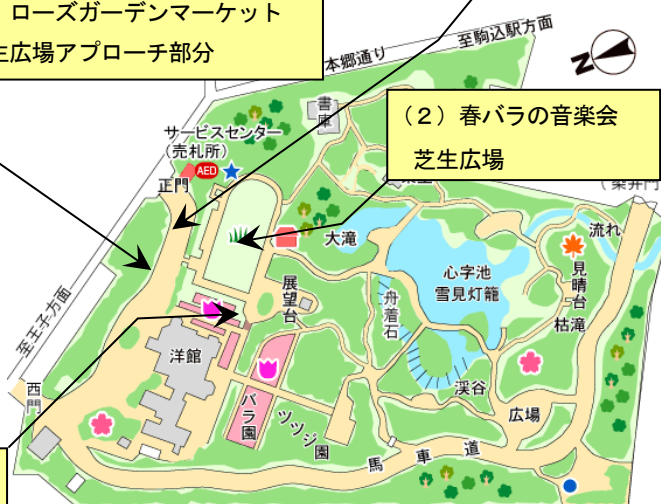 ローズガーデンマーケット
生広場アプローチ部分
本郷通り
至駒込駅方面
N
(2)春バラの音楽会
芝生広場
書庫
サービスセンター
(売札所)
AED
正門
大滝
流れ
心字池
雪見灯籠
見晴台
枯滝
展望台
舟着石
至王子方面
洋館
渓谷
広場
西門
バラ園
ツツジ園
馬車道